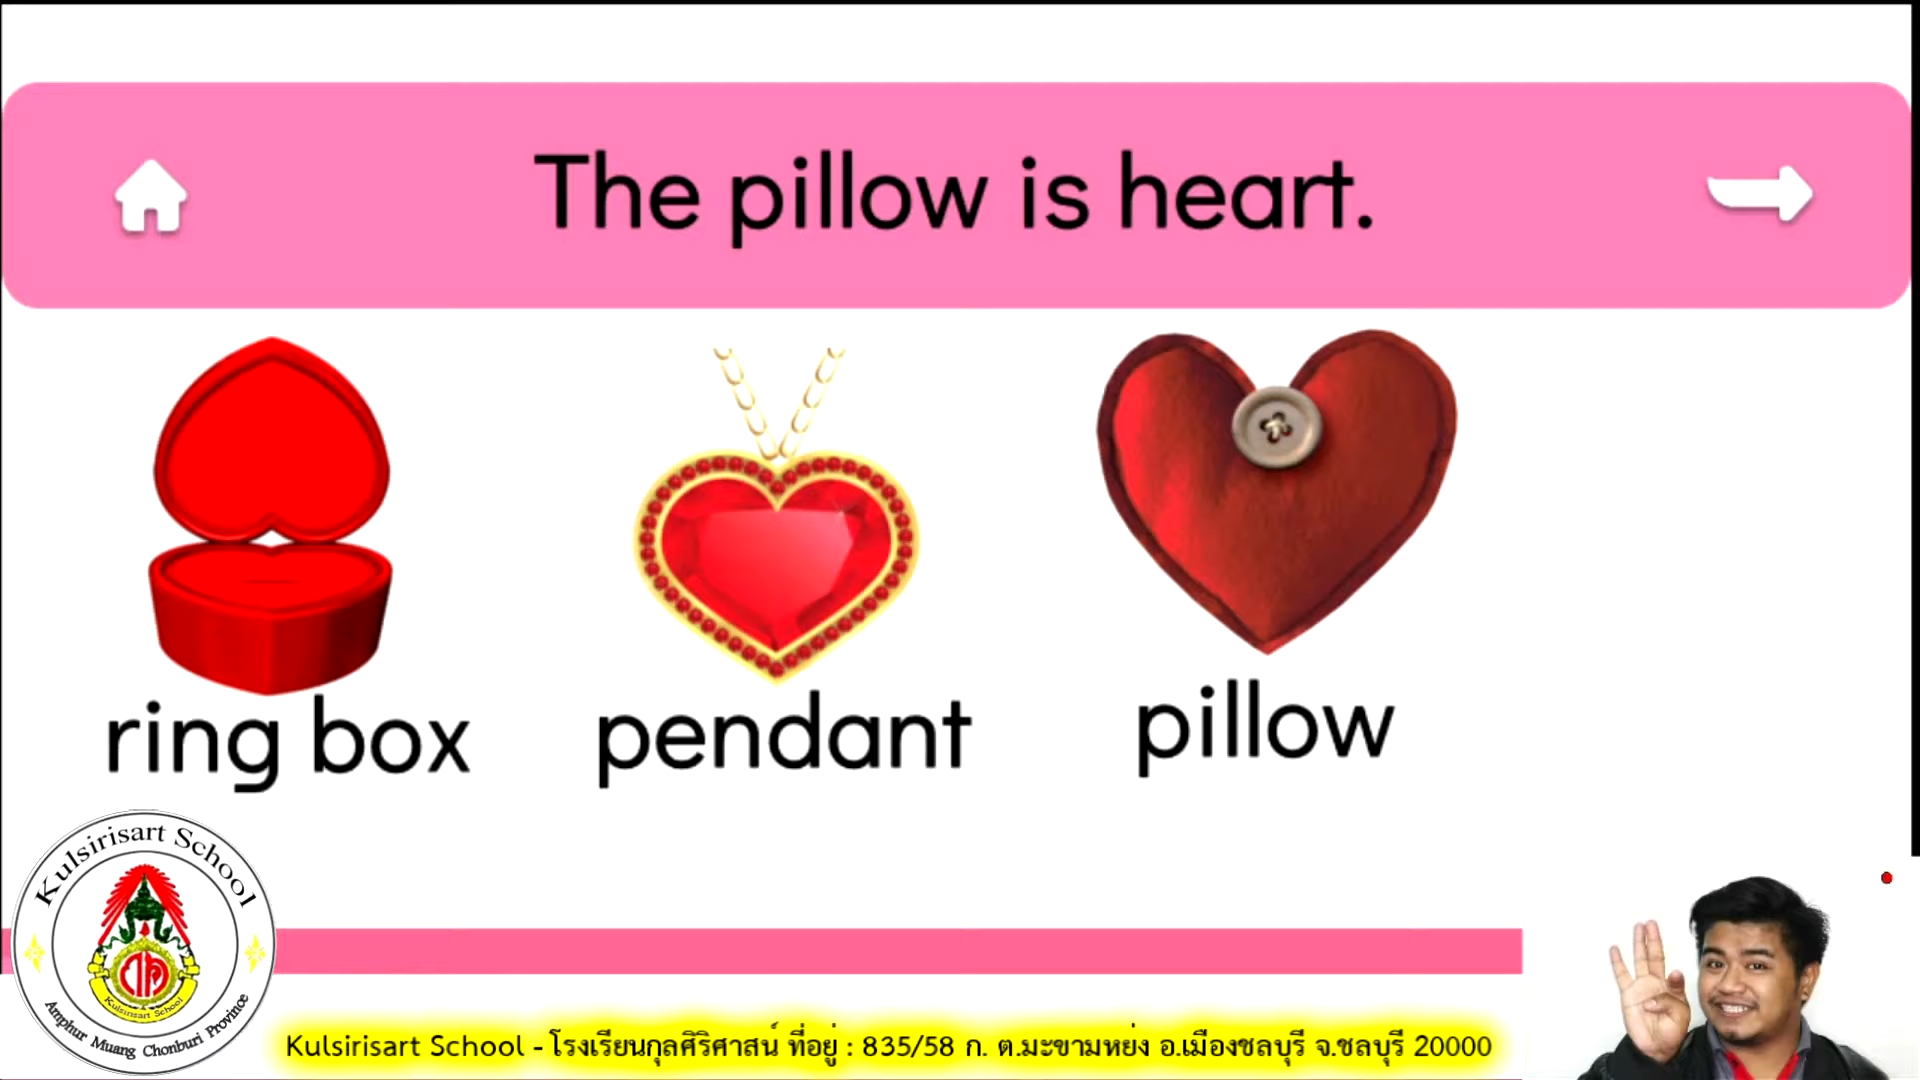 The pillow is heart.
ring box
pendant
pillow
Kulsirisart School
กศ
Kulsirisart School
Amphur Muang Chonburi Province
Kulsirisart School - โรงเรียนกุลศิริศาสน์ ที่อยู่ : 835/58 ก. ต.มะขามหย่ง อ.เมืองชลบุรี จ.ชลบุรี 20000